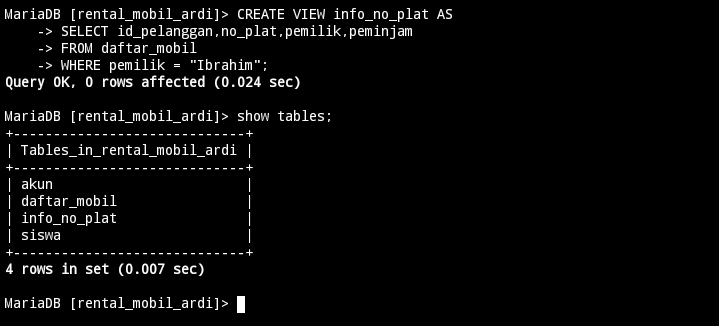 MariaDB [rental_mobil_ardi]> CREATE VIEW info_no_plat AS
    -> SELECT id_pelanggan,no_plat,pemilik,peminjam
    -> FROM daftar_mobil
    -> WHERE pemilik = "Ibrahim";
Query OK, 0 rows affected (0.024 sec)

MariaDB [rental_mobil_ardi]> show tables;
+-----------------------------+
| Tables_in_rental_mobil_ardi |
+-----------------------------+
| akun                        |
| daftar_mobil                |
| info_no_plat                |
| siswa                       |
+-----------------------------+
4 rows in set (0.007 sec)

MariaDB [rental_mobil_ardi]>